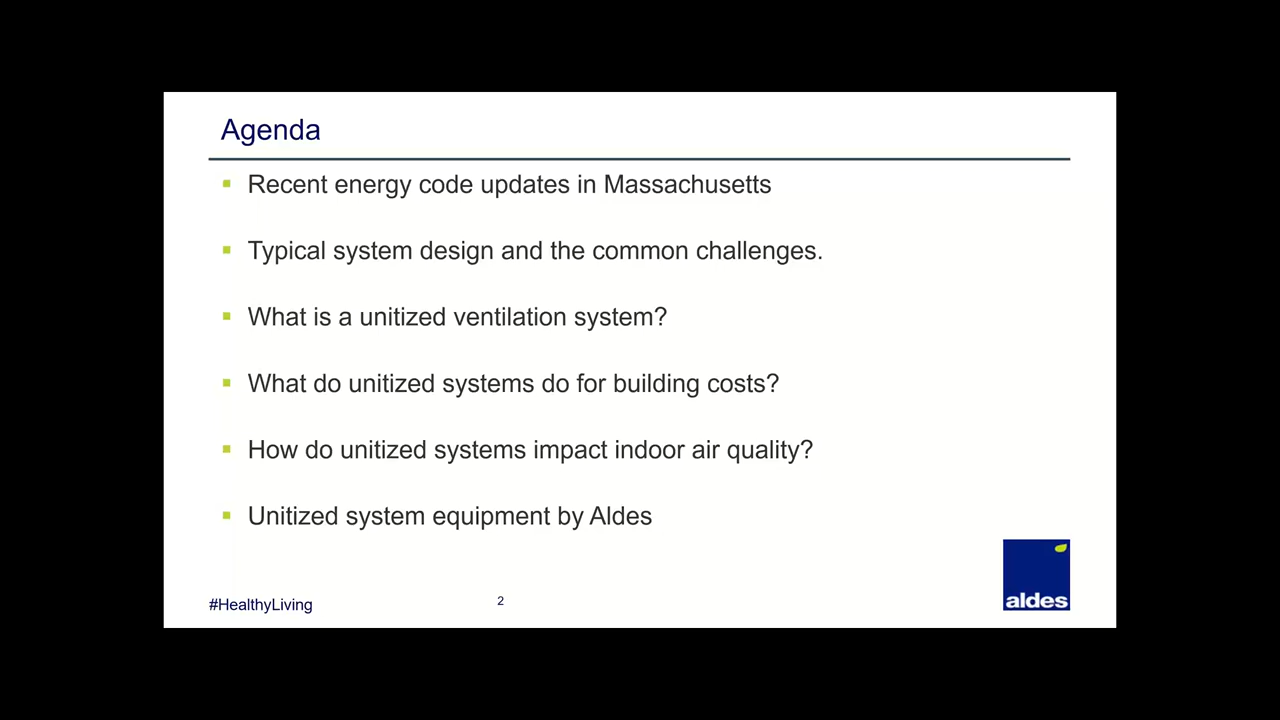 Agenda
Recent energy code updates in Massachusetts
Typical system design and the common challenges.
What is a unitized ventilation system?
What do unitized systems do for building costs?
How do unitized systems impact indoor air quality?
Unitized system equipment by Aldes
#HealthyLiving
2
aldes